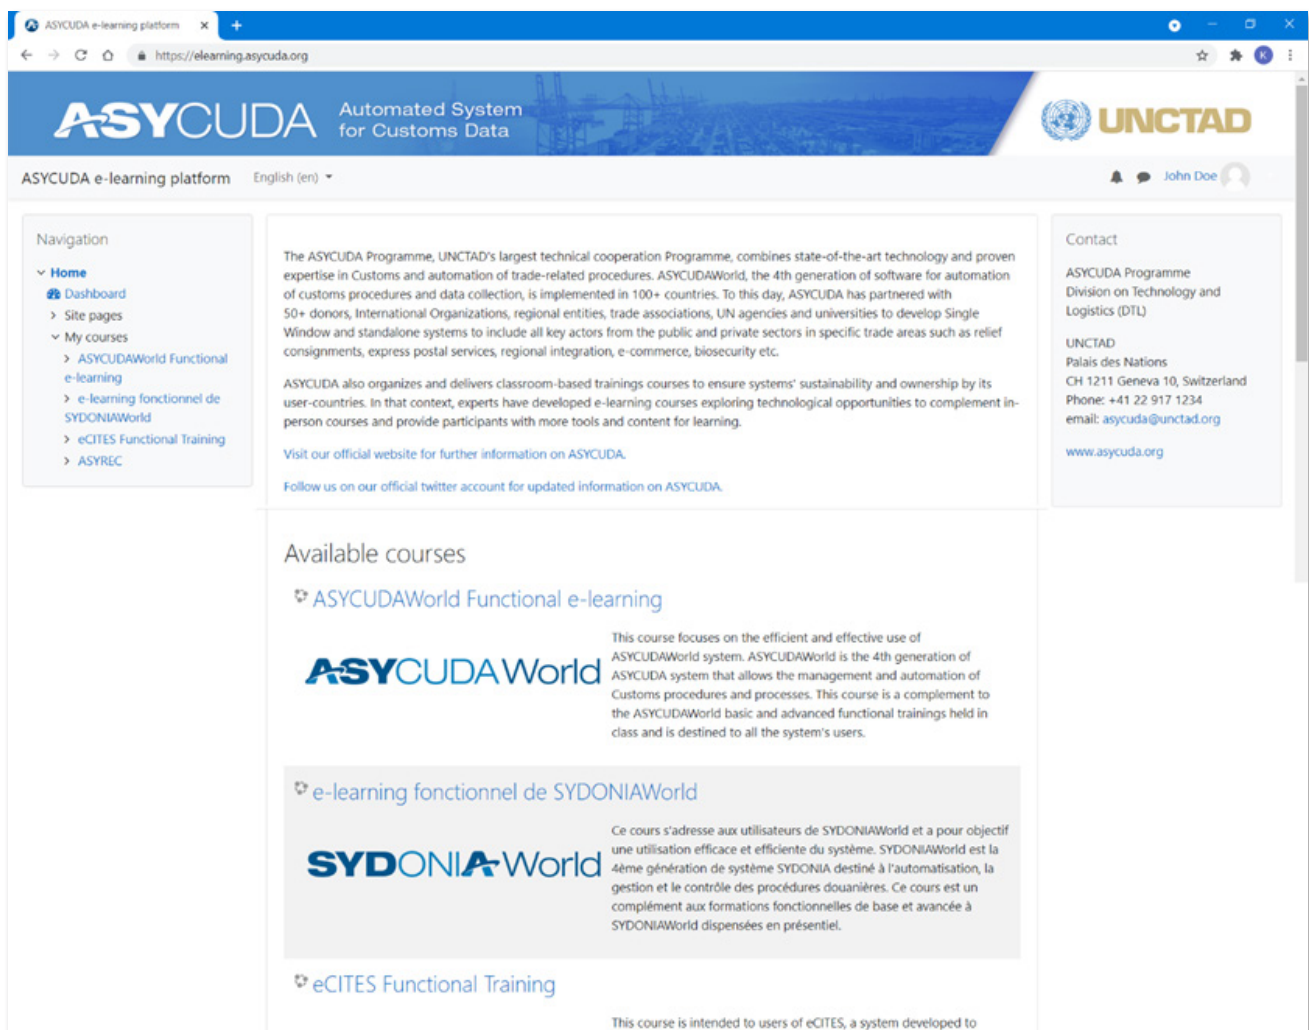 ASYCUDA e-learning platform
https://elearning.asycuda.org
K
ASYCUDA
Automated System
for Customs Data
UNCTAD
ASYCUDA e-learning platform
English (en)
John Doe
Navigation
Home
Dashboard
Site pages
My courses
ASYCUDAWorld Functional
e-learning
e-learning fonctionnel de
SYDONIAWorld
eCITES Functional Training
ASYREC
The ASYCUDA Programme, UNCTAD's largest technical cooperation Programme, combines state-of-the-art technology and proven
expertise in Customs and automation of trade-related procedures. ASYCUDAWorld, the 4th generation of software for automation
of customs procedures and data collection, is implemented in 100+ countries. To this day, ASYCUDA has partnered with
50+ donors, International Organizations, regional entities, trade associations, UN agencies and universities to develop Single
Window and standalone systems to include all key actors from the public and private sectors in specific trade areas such as relief
consignments, express postal services, regional integration, e-commerce, biosecurity etc.
ASYCUDA also organizes and delivers classroom-based trainings courses to ensure systems' sustainability and ownership by its
user-countries. In that context, experts have developed e-learning courses exploring technological opportunities to complement in-
person courses and provide participants with more tools and content for learning.
Visit our official website for further information on ASYCUDA.
Follow us on our official twitter account for updated information on ASYCUDA.
Contact
ASYCUDA Programme
Division on Technology and
Logistics (DTL)
UNCTAD
Palais des Nations
CH 1211 Geneva 10, Switzerland
Phone: +41 22 917 1234
email: asycuda@unctad.org
www.asycuda.org
Available courses
ASYCUDAWorld Functional e-learning
ASYCUDAWorld
This course focuses on the efficient and effective use of
ASYCUDAWorld system. ASYCUDAWorld is the 4th generation of
ASYCUDA system that allows the management and automation of
Customs procedures and processes. This course is a complement to
the ASYCUDAWorld basic and advanced functional trainings held in
class and is destined to all the system's users.
e-learning fonctionnel de SYDONIAWorld
SYDONIAWorld
Ce cours s'adresse aux utilisateurs de SYDONIAWorld et a pour objectif
une utilisation efficace et efficiente du système. SYDONIAWorld est la
4ème génération de système SYDONIA destiné à l'automatisation, la
gestion et le contrôle des procédures douanières. Ce cours est un
complément aux formations fonctionnelles de base et avancée à
SYDONIAWorld dispensées en présentiel.
eCITES Functional Training
This course is intended to users of eCITES, a system developed to